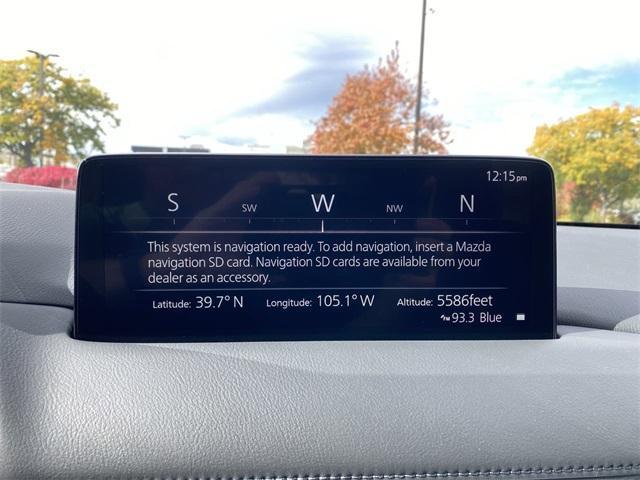 12:15pm
S SW W NW N
This system is navigation ready. To add navigation, insert a Mazda
navigation SD card. Navigation SD cards are available from your
dealer as an accessory.
Latitude: 39.7° N Longitude: 105.1° W Altitude: 5586feet
FM 93.3 Blue